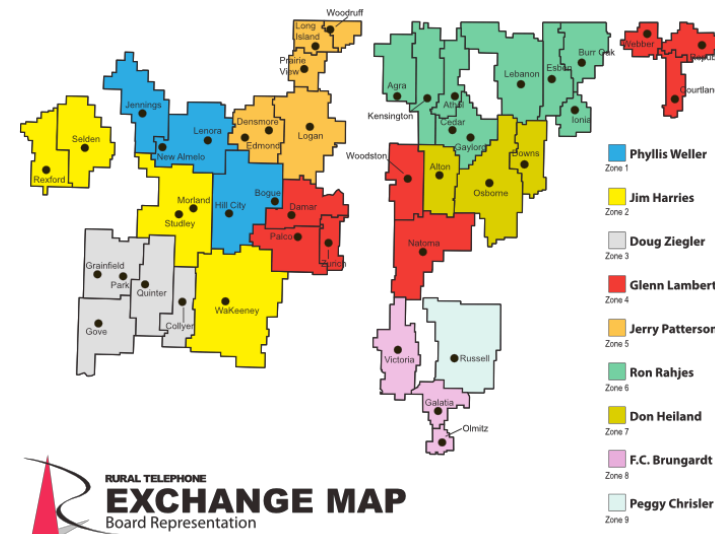 Woodruff
Long
Island
Prairie
View
Jennings
Lenora
New Almelo
Densmore
Edmond
Logan
Selden
Rexford
Morland
Studley
Hill City
Bogue
Damar
Palco
Zurich
Grainfield
Park
Quinter
Gove
Collyer
WaKeeney
Agra
Kensington
Athol
Cedar
Gaylord
Lebanon
Esbon
Burr Oak
Ionia
Webber
Republ
Courtland
Woodston
Alton
Osborne
Downs
Natoma
Victoria
Russell
Galatia
Olmitz
Phyllis Weller
Zone 1
Jim Harries
Zone 2
Doug Ziegler
Zone 3
Glenn Lambert
Zone 4
Jerry Patterson
Zone 5
Ron Rahjes
Zone 6
Don Heiland
Zone 7
F.C. Brungardt
Zone 8
Peggy Chrisler
Zone 9
RURAL TELEPHONE
EXCHANGE MAP
Board Representation